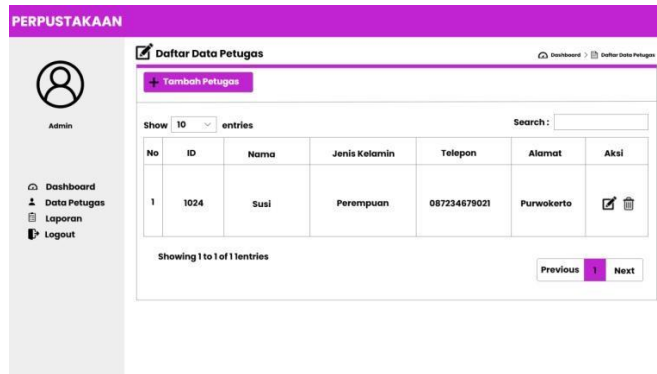 PERPUSTAKAAN
Admin
Dashboard
Data Petugas
Laporan
Logout
Daftar Data Petugas
Dashboard > Daftar Data Petugas
+ Tambah Petugas
Show 10 entries
Search :
No ID Nama Jenis Kelamin Telepon Alamat Aksi
1 1024 Susi Perempuan 087234679021 Purwokerto
Showing 1 to 1 of 1 1entries
Previous 1 Next